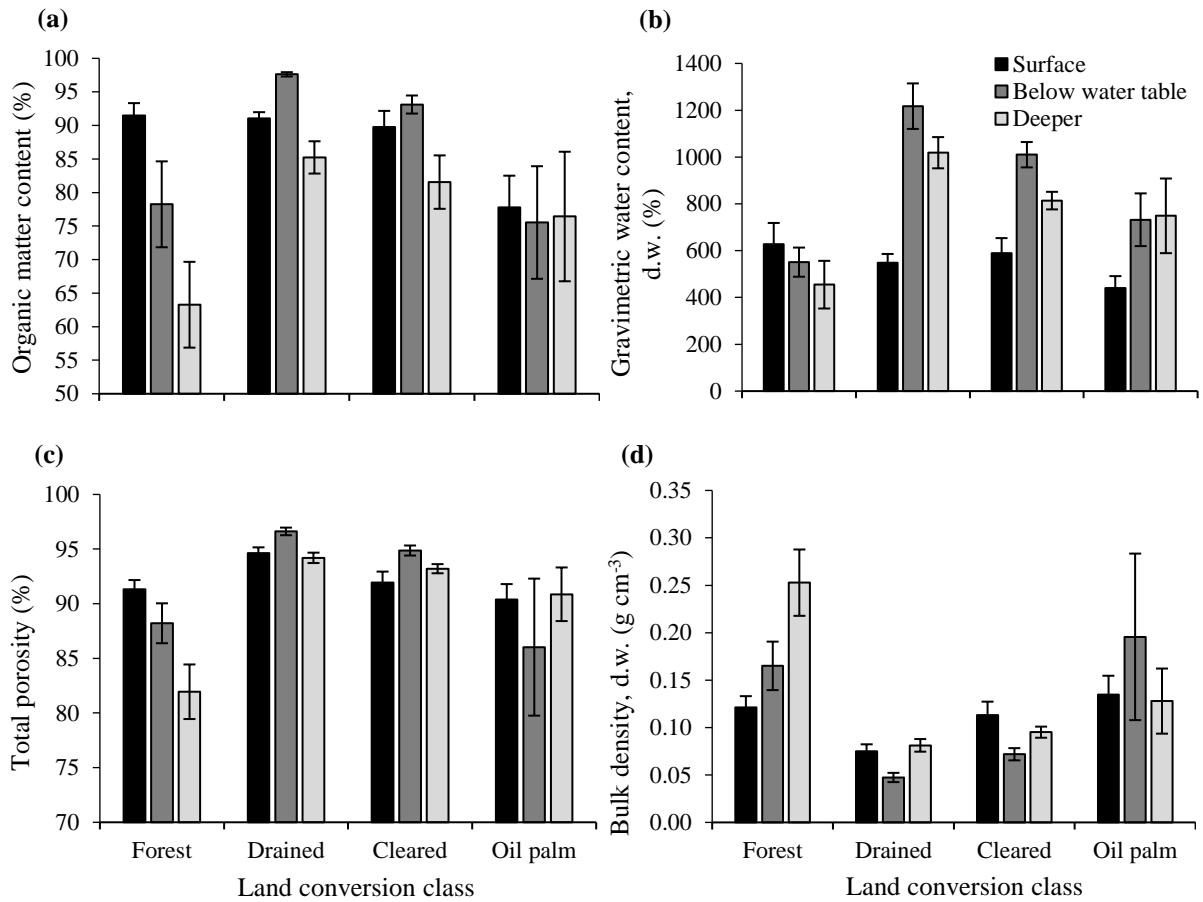 (a)
Organic matter content (%)
100
95
90
85
80
75
70
65
60
55
50
(b)
Gravimetric water content,
d.w. (%)
1400
1200
1000
800
600
400
200
0
Surface
Below water table
Deeper
(c)
Total porosity (%)
100
95
90
85
80
75
70
Forest Drained Cleared Oil palm
Land conversion class
(d)
Bulk density, d.w. (g cm-3)
0.35
0.30
0.25
0.20
0.15
0.10
0.05
0.00
Forest Drained Cleared Oil palm
Land conversion class